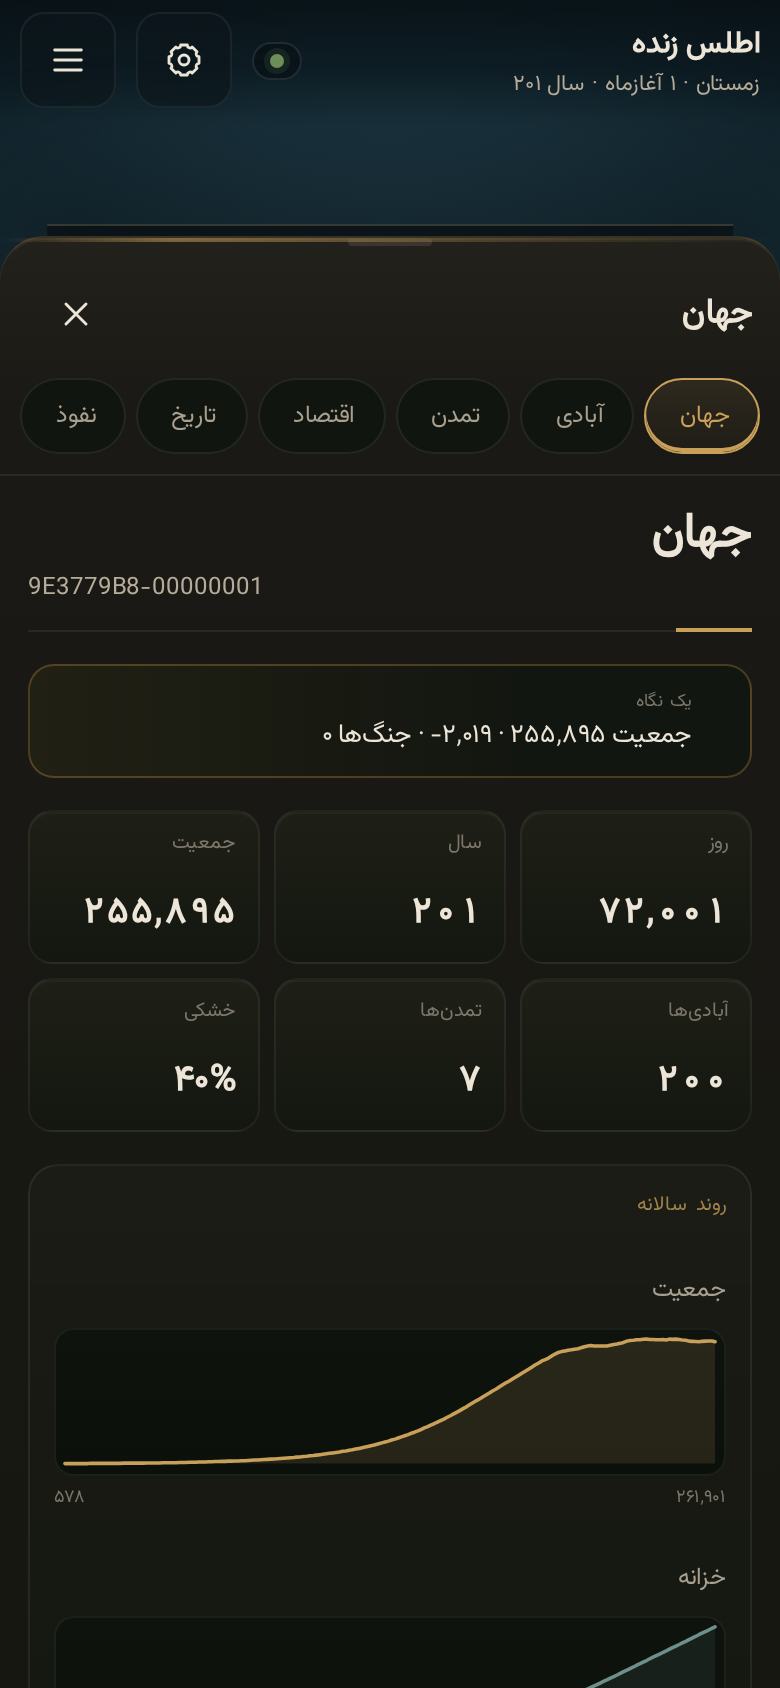 اطلس زنده
زمستان · ۱ آغازماه · سال ۲۰۱
جهان
جهان
آبادی
تمدن
اقتصاد
تاریخ
نفوذ
جهان
9E3779B8-00000001
یک نگاه
جمعیت ۲۵۵,۸۹۵ · ۲,۰۱۹- · جنگ‌ها ۰
روز
۷۲,۰۰۱
سال
۲۰۱
جمعیت
۲۵۵,۸۹۵
آبادی‌ها
۲۰۰
تمدن‌ها
۷
خشکی
۴۰%
روند سالانه
جمعیت
۲۶۱,۹۰۱
۵۷۸
خزانه